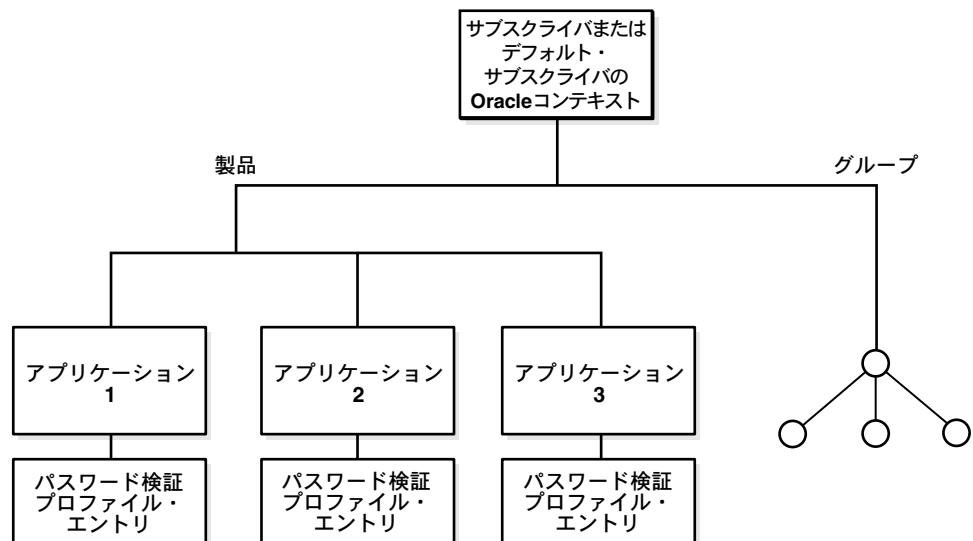 サブスクライバまたは
デフォルト・
サブスクライバの
Oracleコンテキスト
製品
グループ
アプリケーション
1
アプリケーション
2
アプリケーション
3
パスワード検証
プロファイル・
エントリ
パスワード検証
プロファイル・
エントリ
パスワード検証
プロファイル・
エントリ